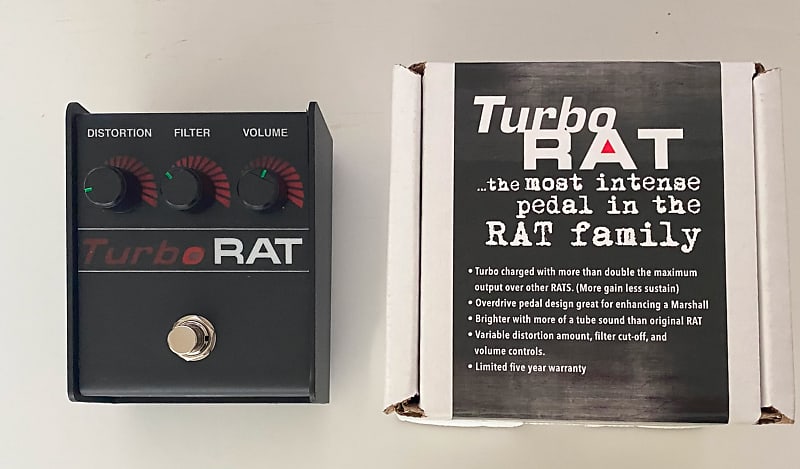 DISTORTION FILTER VOLUME
Turbo RAT
Turbo
RAT
...the most intense
pedal in the
RAT family
• Turbo charged with more than double the maximum
output over other RATS. (More gain less sustain)
• Overdrive pedal design great for enhancing a Marshall
• Brighter with more of a tube sound than original RAT
• Variable distortion amount, filter cut-off, and
volume controls.
• Limited five year warranty